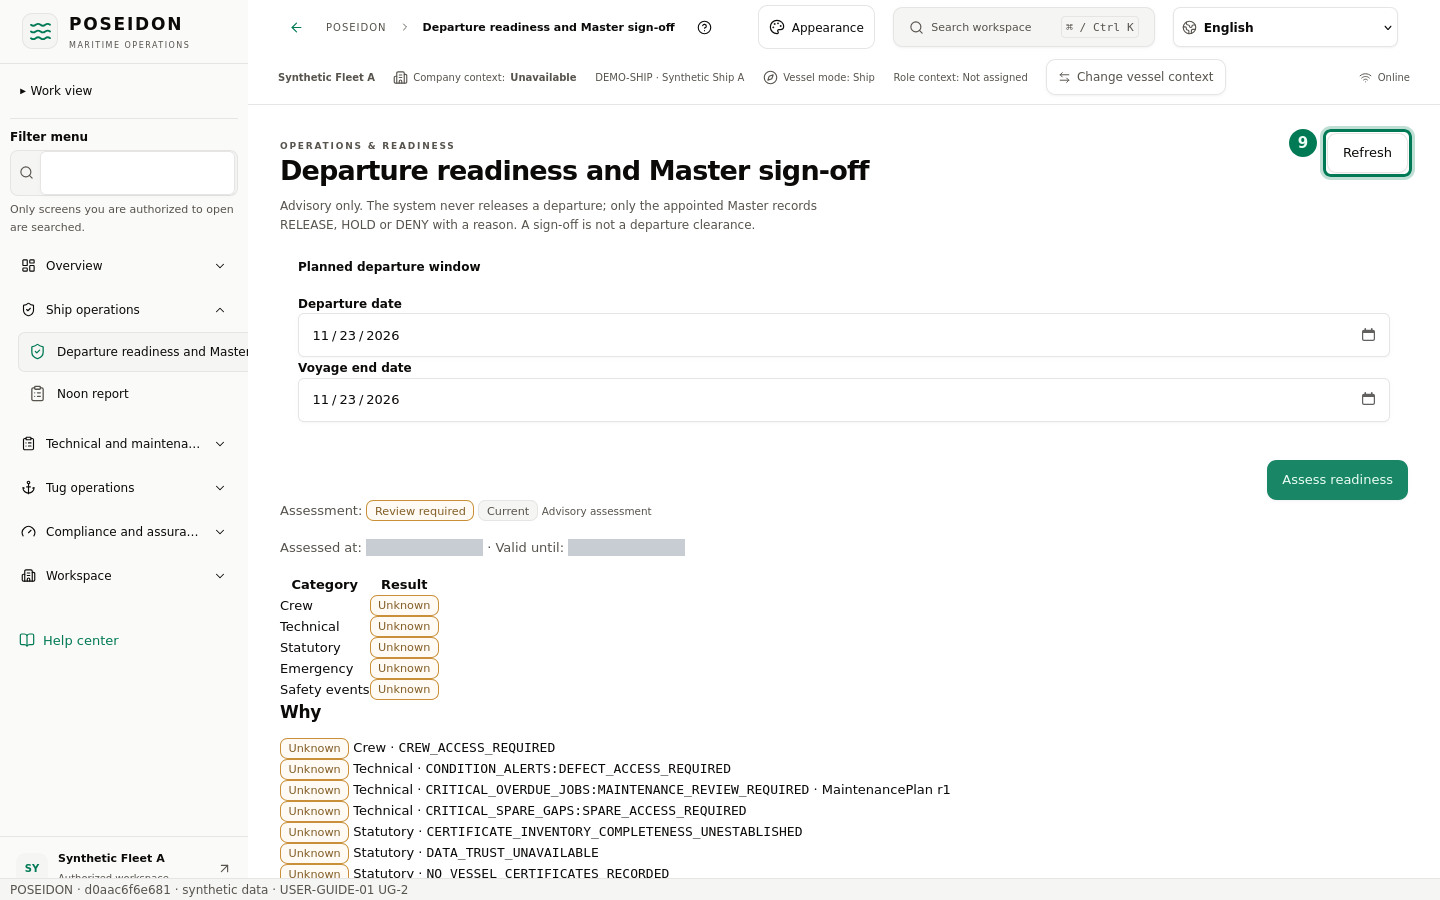 POSEIDON
MARITIME OPERATIONS
POSEIDON
Departure readiness and Master sign-off
Appearance
Search workspace
⌘ / Ctrl K
English
Synthetic Fleet A
Company context: Unavailable
DEMO-SHIP · Synthetic Ship A
Vessel mode: Ship
Role context: Not assigned
Change vessel context
Online
Work view
Filter menu
Only screens you are authorized to open
are searched.
Overview
Ship operations
Departure readiness and Master
Noon report
Technical and maintena…
Tug operations
Compliance and assura…
Workspace
Help center
Synthetic Fleet A
SY
OPERATIONS & READINESS
Departure readiness and Master sign-off
9
Refresh
Advisory only. The system never releases a departure; only the appointed Master records
RELEASE, HOLD or DENY with a reason. A sign-off is not a departure clearance.
Planned departure window
Departure date
11 / 23 / 2026
Voyage end date
11 / 23 / 2026
Assess readiness
Assessment: Review required Current Advisory assessment
Assessed at: · Valid until:
Category Result
Crew Unknown
Technical Unknown
Statutory Unknown
Emergency Unknown
Safety events Unknown
Why
Unknown Crew · CREW_ACCESS_REQUIRED
Unknown Technical · CONDITION_ALERTS:DEFECT_ACCESS_REQUIRED
Unknown Technical · CRITICAL_OVERDUE_JOBS:MAINTENANCE_REVIEW_REQUIRED · MaintenancePlan r1
Unknown Technical · CRITICAL_SPARE_GAPS:SPARE_ACCESS_REQUIRED
Unknown Statutory · CERTIFICATE_INVENTORY_COMPLETENESS_UNESTABLISHED
Unknown Statutory · DATA_TRUST_UNAVAILABLE
Unknown Statutory · NO_VESSEL_CERTIFICATES_RECORDED
POSEIDON · d0aac6f6e681 · synthetic data · USER-GUIDE-01 UG-2